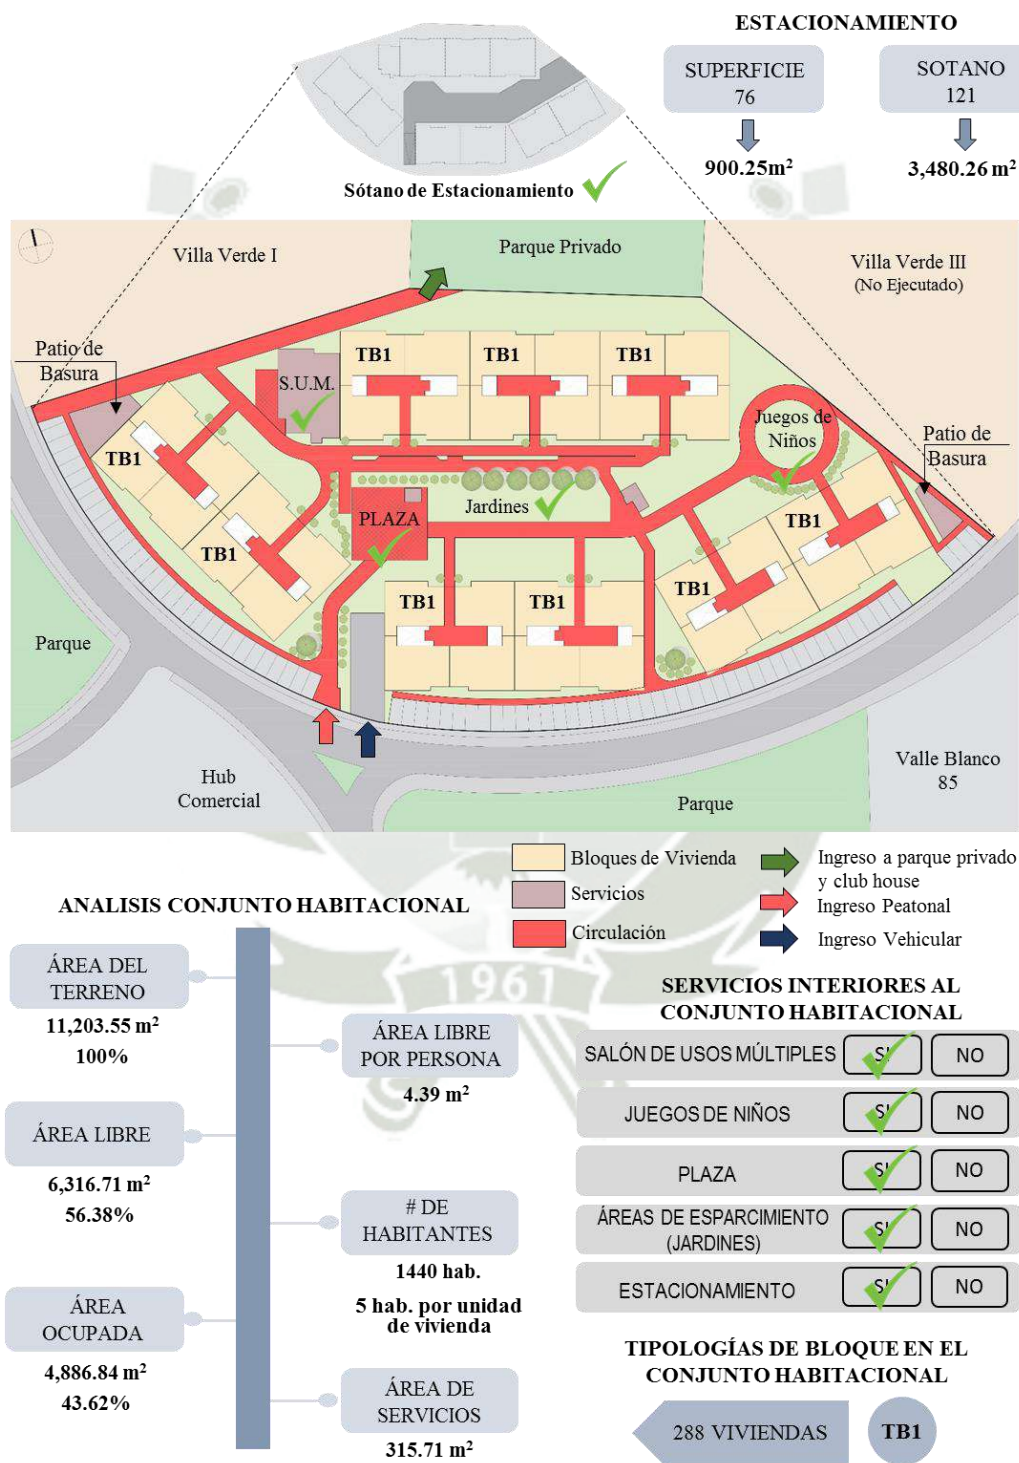 ESTACIONAMIENTO
SUPERFICIE
76
SOTANO
121
900.25m²
3,480.26 m²
Sótano de Estacionamiento
Villa Verde I
Parque Privado
Villa Verde III
(No Ejecutado)
Patio de
Basura
S.U.M.
TB1
TB1
TB1
Juegos de
Niños
Patio de
Basura
TB1
TB1
PLAZA
Jardines
TB1
TB1
TB1
TB1
Parque
Hub
Comercial
Parque
Valle Blanco
85
Bloques de Vivienda
Servicios
Circulación
Ingreso a parque privado
y club house
Ingreso Peatonal
Ingreso Vehicular
1961
ANALISIS CONJUNTO HABITACIONAL
ÁREA DEL
TERRENO
11,203.55 m²
100%
ÁREA LIBRE
POR PERSONA
4.39 m²
ÁREA LIBRE
6,316.71 m²
56.38%
# DE
HABITANTES
1440 hab.
5 hab. por unidad
de vivienda
ÁREA
OCUPADA
4,886.84 m²
43.62%
ÁREA DE
SERVICIOS
315.71 m²
SERVICIOS INTERIORES AL
CONJUNTO HABITACIONAL
SALÓN DE USOS MÚLTIPLES SI NO
JUEGOS DE NIÑOS SI NO
PLAZA SI NO
ÁREAS DE ESPARCIMIENTO
(JARDINES) SI NO
ESTACIONAMIENTO SI NO
TIPOLOGÍAS DE BLOQUE EN EL
CONJUNTO HABITACIONAL
288 VIVIENDAS TB1